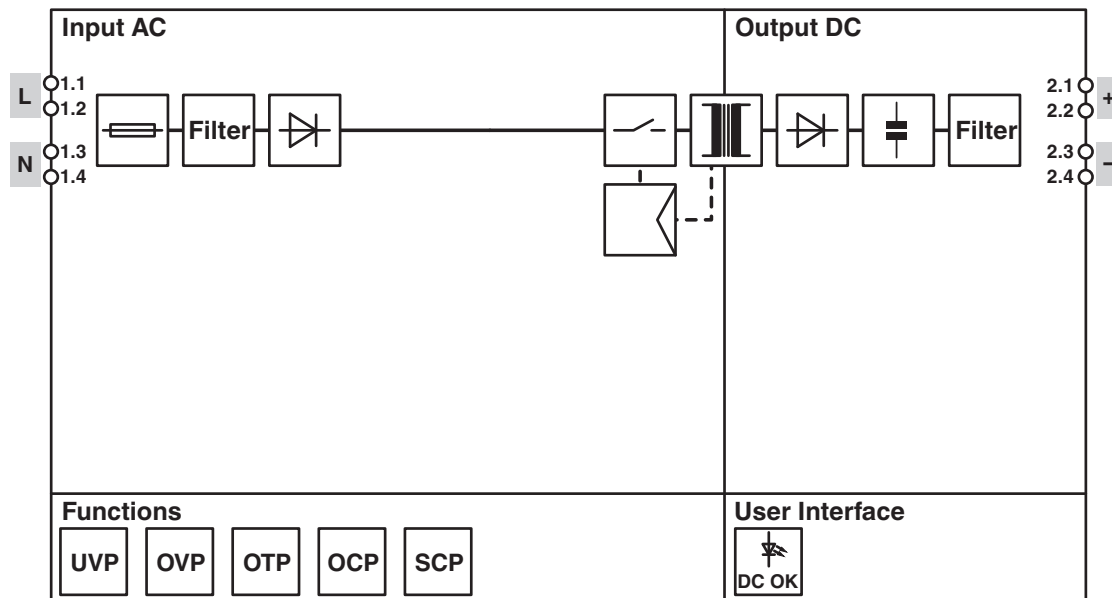 Input AC
Output DC
L
1.1
1.2
N
1.3
1.4
Filter
Filter
2.1
2.2
+
2.3
2.4
–
Functions
UVP
OVP
OTP
OCP
SCP
User Interface
DC OK